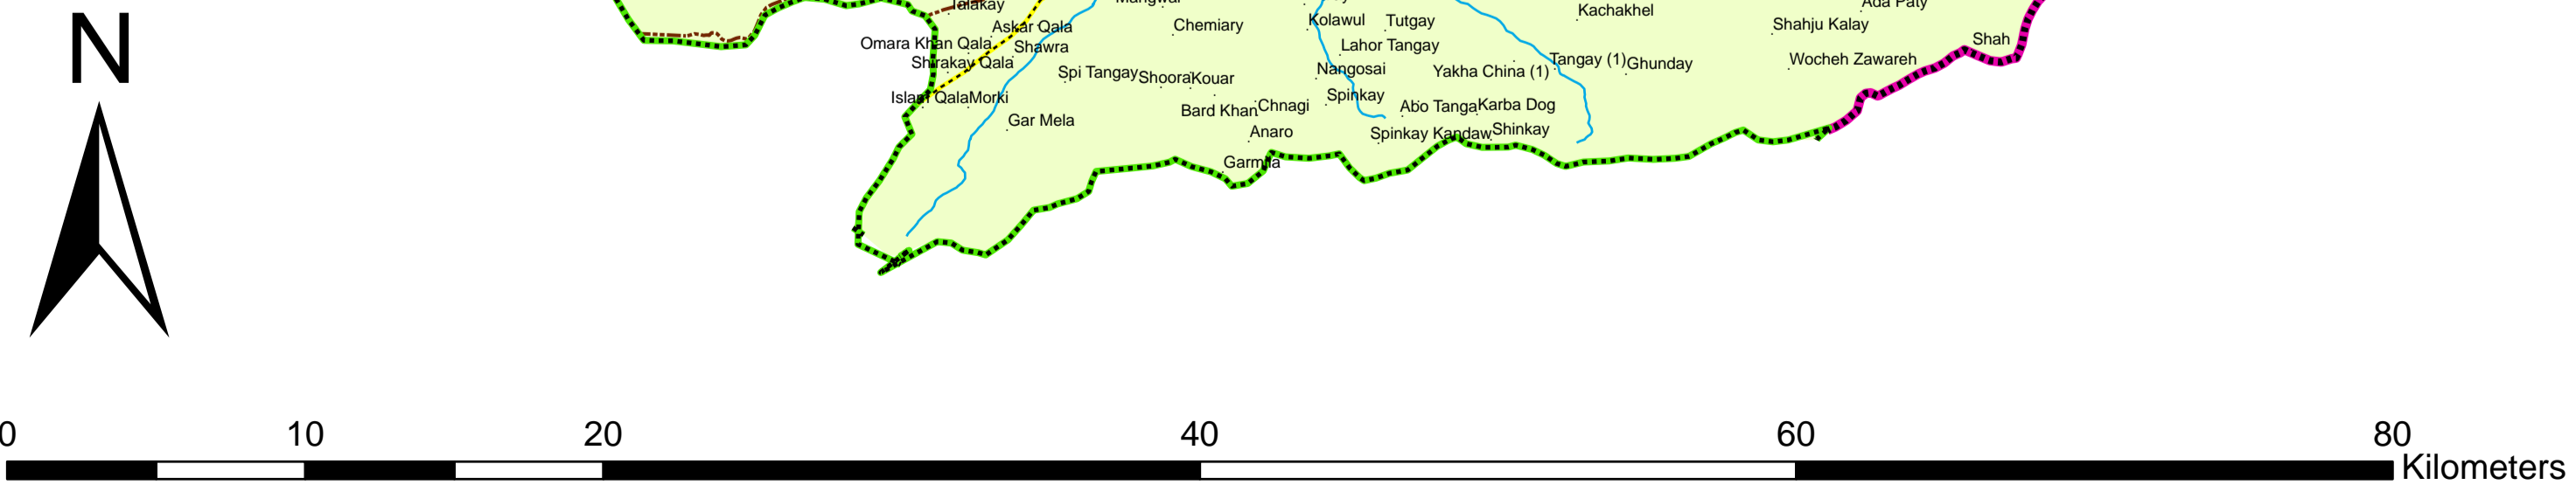 Talakay
Mangwal
Ada Paty
Kachakhel
Askar Qala
Chemiary
Kolawul
Tutgay
Shahju Kalay
Omara Khan Qala
Shawra
Lahor Tangay
Shah
Shirakay Qala
Spi Tangay
Shoora
Kouar
Nangosai
Yakha China (1)
Tangay (1)
Ghunday
Wocheh Zawareh
Islam Qala
Morki
Bard Khan
Chnagi
Spinkay
Abo Tanga
Karba Dog
Gar Mela
Anaro
Spinkay Kandaw
Shinkay
Garmila
N
0 10 20 40 60 80
Kilometers